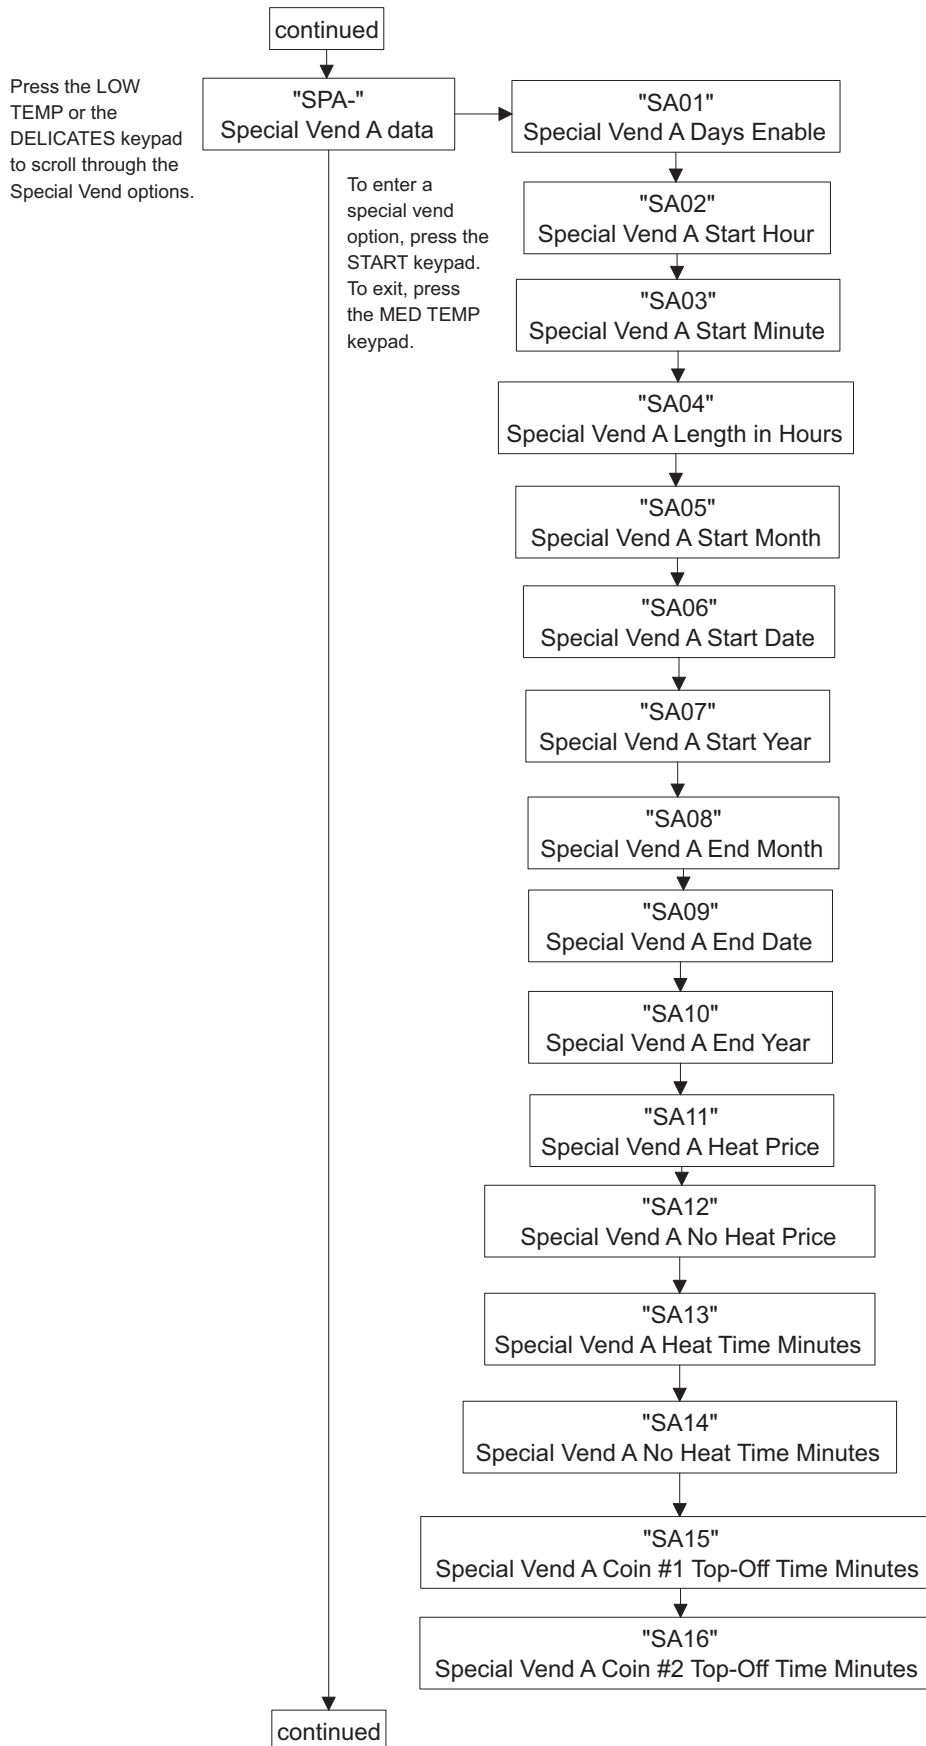 continued
Press the LOW
TEMP or the
DELICATES keypad
to scroll through the
Special Vend options.
"SPA-"
Special Vend A data
To enter a
special vend
option, press the
START keypad.
To exit, press
the MED TEMP
keypad.
"SA01"
Special Vend A Days Enable
"SA02"
Special Vend A Start Hour
"SA03"
Special Vend A Start Minute
"SA04"
Special Vend A Length in Hours
"SA05"
Special Vend A Start Month
"SA06"
Special Vend A Start Date
"SA07"
Special Vend A Start Year
"SA08"
Special Vend A End Month
"SA09"
Special Vend A End Date
"SA10"
Special Vend A End Year
"SA11"
Special Vend A Heat Price
"SA12"
Special Vend A No Heat Price
"SA13"
Special Vend A Heat Time Minutes
"SA14"
Special Vend A No Heat Time Minutes
"SA15"
Special Vend A Coin #1 Top-Off Time Minutes
"SA16"
Special Vend A Coin #2 Top-Off Time Minutes
continued